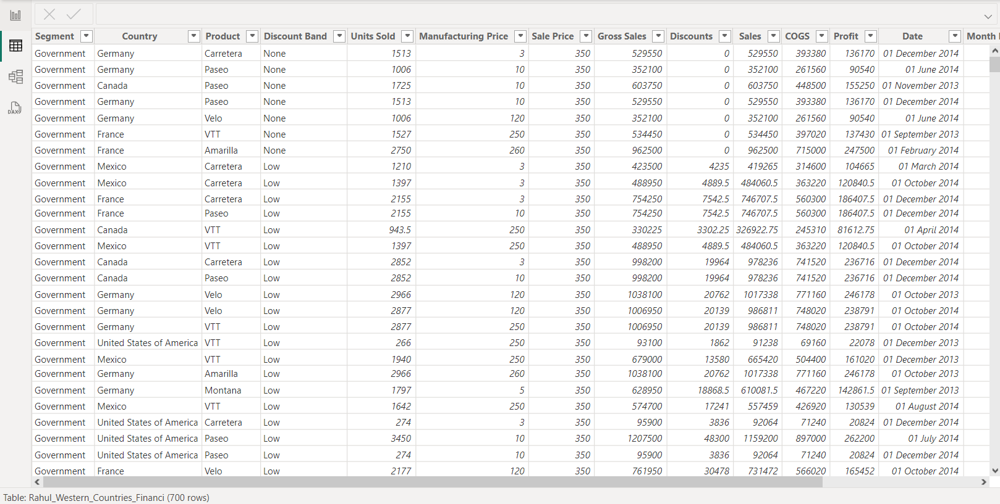 Segment Country Product Discount Band Units Sold Manufacturing Price Sale Price Gross Sales Discounts Sales COGS Profit Date Month
Government Germany Carretera None 1513 3 350 529550 0 529550 393380 136170 01 December 2014
Government Germany Paseo None 1006 10 350 352100 0 352100 261560 90540 01 June 2014
Government Canada Paseo None 1725 10 350 603750 0 603750 448500 155250 01 November 2013
Government Germany Paseo None 1513 10 350 529550 0 529550 393380 136170 01 December 2014
Government Germany Velo None 1006 120 350 352100 0 352100 261560 90540 01 June 2014
Government France VTT None 1527 250 350 534450 0 534450 397020 137430 01 September 2013
Government France Amarilla None 2750 260 350 962500 0 962500 715000 247500 01 February 2014
Government Mexico Carretera Low 1210 3 350 423500 4235 419265 314600 104665 01 March 2014
Government Mexico Carretera Low 1397 3 350 488950 4889.5 484060.5 363220 120840.5 01 October 2014
Government France Carretera Low 2155 3 350 754250 7542.5 746707.5 560300 186407.5 01 December 2014
Government France Paseo Low 2155 10 350 754250 7542.5 746707.5 560300 186407.5 01 December 2014
Government Canada VTT Low 943.5 250 350 330225 3302.25 326922.75 245310 81612.75 01 April 2014
Government Mexico VTT Low 1397 250 350 488950 4889.5 484060.5 363220 120840.5 01 October 2014
Government Canada Carretera Low 2852 3 350 998200 19964 978236 741520 236716 01 December 2014
Government Canada Paseo Low 2852 10 350 998200 19964 978236 741520 236716 01 December 2014
Government Germany Velo Low 2966 120 350 1038100 20762 1017338 771160 246178 01 October 2013
Government Germany Velo Low 2877 120 350 1006950 20139 986811 748020 238791 01 October 2014
Government Germany VTT Low 2877 250 350 1006950 20139 986811 748020 238791 01 October 2014
Government United States of America VTT Low 266 250 350 93100 1862 91238 69160 22078 01 December 2013
Government Mexico VTT Low 1940 250 350 679000 13580 665420 504400 161020 01 December 2013
Government Germany Amarilla Low 2966 260 350 1038100 20762 1017338 771160 246178 01 October 2013
Government Germany Montana Low 1797 5 350 628950 18868.5 610081.5 467220 142861.5 01 September 2013
Government Mexico VTT Low 1642 250 350 574700 17241 557459 426920 130539 01 August 2014
Government United States of America Carretera Low 274 3 350 95900 3836 92064 71240 20824 01 December 2014
Government United States of America Paseo Low 3450 10 350 1207500 48300 1159200 897000 262200 01 July 2014
Government United States of America Paseo Low 274 10 350 95900 3836 92064 71240 20824 01 December 2014
Government France Velo Low 2177 120 350 761950 30478 731472 566020 165452 01 October 2014
DAX
Table: Rahul_Western_Countries_Financi (700 rows)